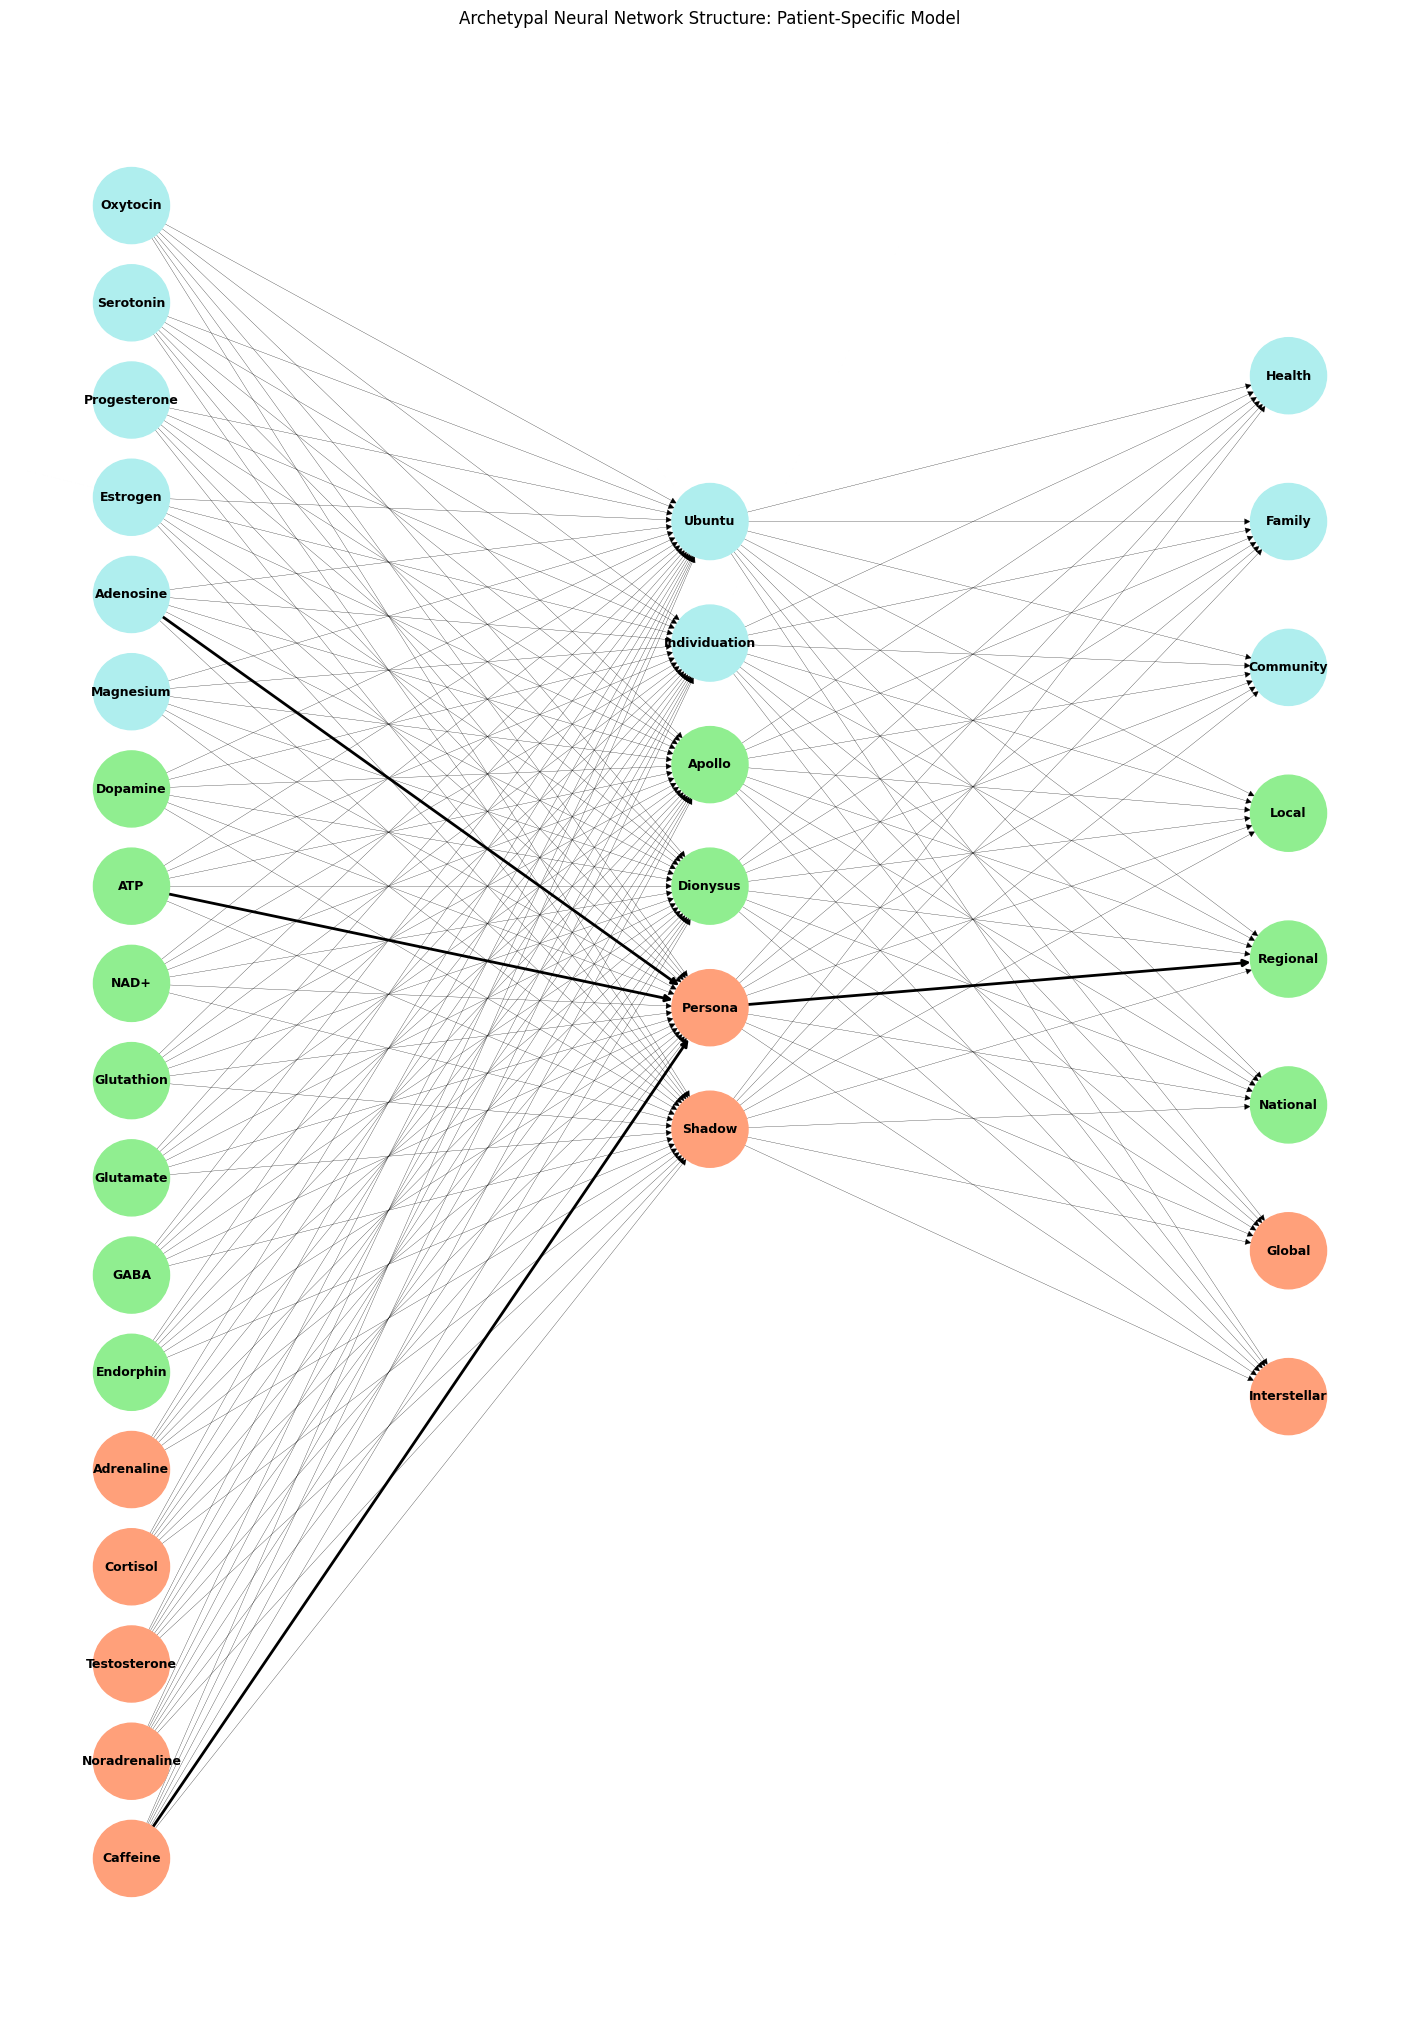 Archetypal Neural Network Structure: Patient-Specific Model
Oxytocin
Serotonin
Progesterone
Estrogen
Adenosine
Magnesium
Dopamine
ATP
NAD+
Glutathion
Glutamate
GABA
Endorphin
Adrenaline
Cortisol
Testosterone
Noradrenaline
Caffeine
Ubuntu
Individuation
Apollo
Dionysus
Persona
Shadow
Health
Family
Community
Local
Regional
National
Global
Interstellar